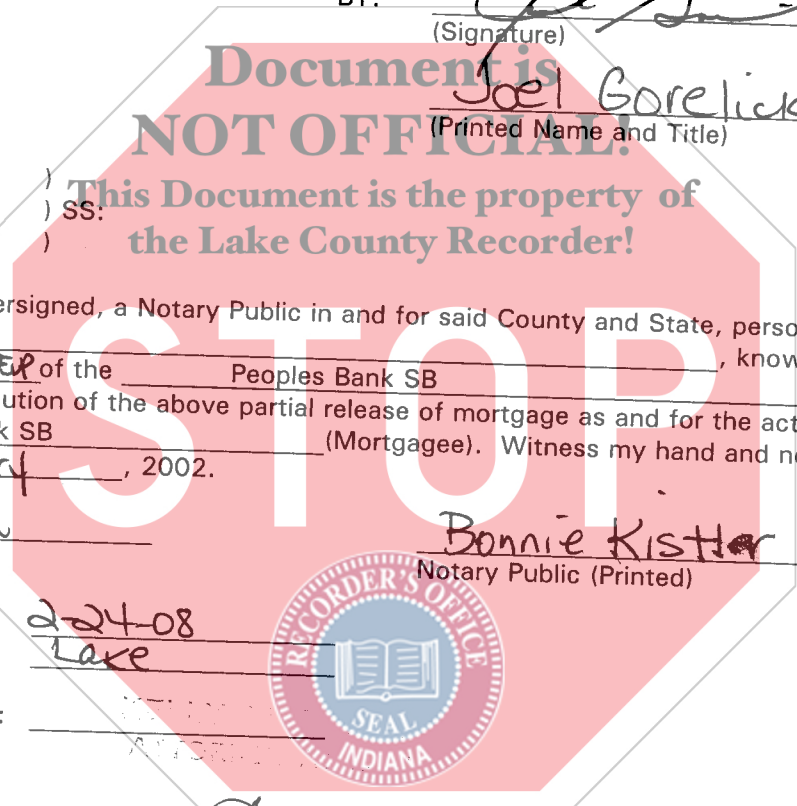 BY:
(Signature)
Document is
NOT OFFICIAL!
Joel Gorelick
(Printed Name and Title)
This Document is the property of
the Lake County Recorder!
)
) SS:
)
ersigned, a Notary Public in and for said County and State, perso
, know
of the Peoples Bank SB
ution of the above partial release of mortgage as and for the act
k SB (Mortgagee). Witness my hand and no
ry, 2002.
STOP
Bonnie Kistler
Notary Public (Printed)
2-24-08
Lake
:
RECORDER'S OFFICE
SEAL
INDIANA